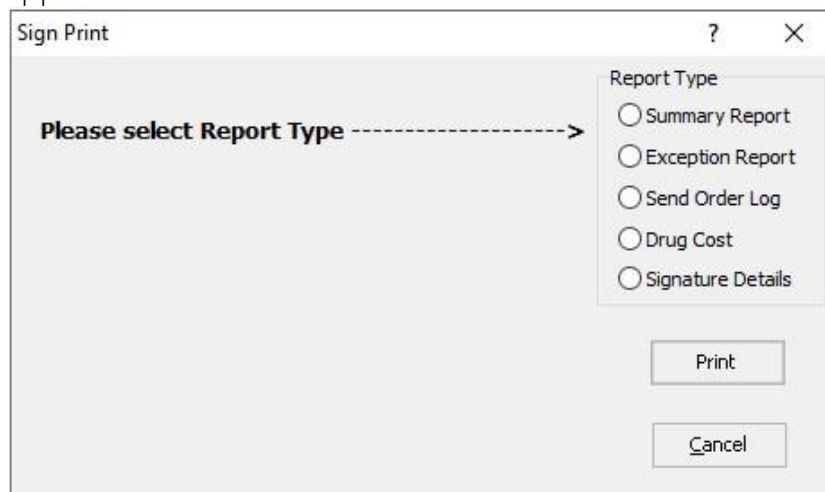 Sign Print
?
Please select Report Type -------------------->
Report Type
Summary Report
Exception Report
Send Order Log
Drug Cost
Signature Details
Print
Cancel